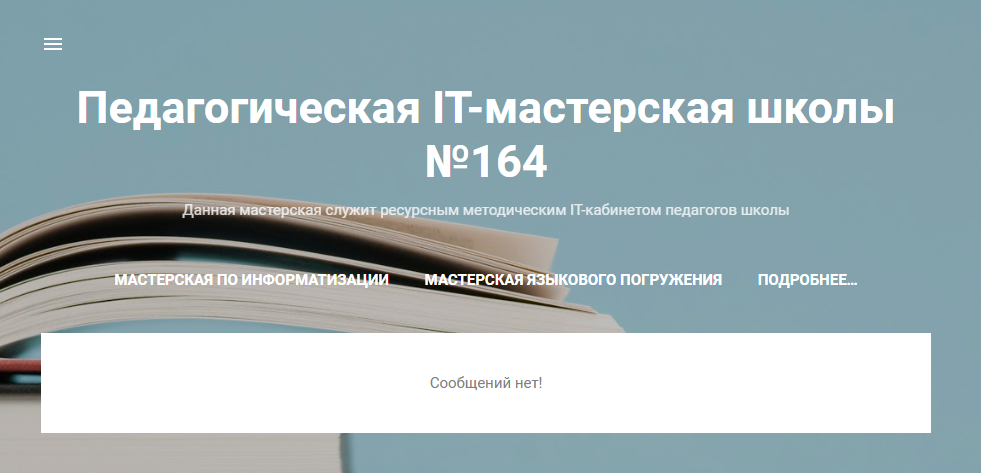 Педагогическая IT-мастерская школы
№164
Данная мастерская служит ресурсным методическим IT-кабинетом педагогов школы
МАСТЕРСКАЯ ПО ИНФОРМАТИЗАЦИИ МАСТЕРСКАЯ ЯЗЫКОВОГО ПОГРУЖЕНИЯ ПОДРОБНЕЕ...
Сообщений нет!